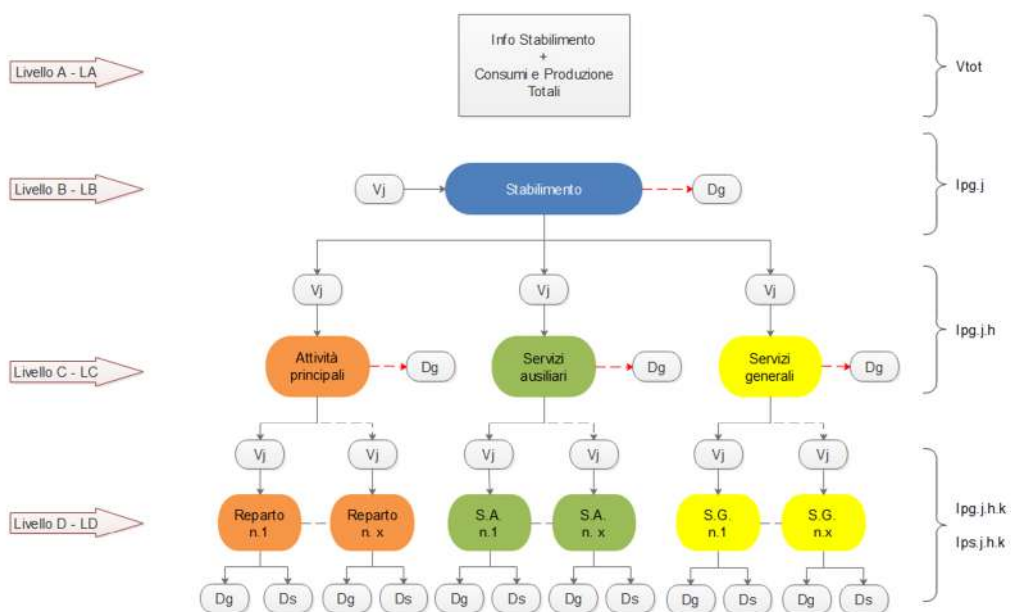 Info Stabilimento
+
Consumi e Produzione
Totali
Livello A - LA
Vtot
Livello B - LB
Vj
Stabilimento
Dg
Ipg.j
Vj
Vj
Vj
Ipg.j.h
Livello C - LC
Attività
principali
Dg
Servizi
ausiliari
Dg
Servizi
generali
Dg
Vj
Vj
Vj
Vj
Vj
Vj
Livello D - LD
Reparto
n.1
Reparto
n. x
S.A.
n.1
S.A.
n. x
S.G.
n.1
S.G.
n.x
Ipg.j.h.k
Ips.j.h.k
Dg
Ds
Dg
Ds
Dg
Ds
Dg
Ds
Dg
Ds
Dg
Ds